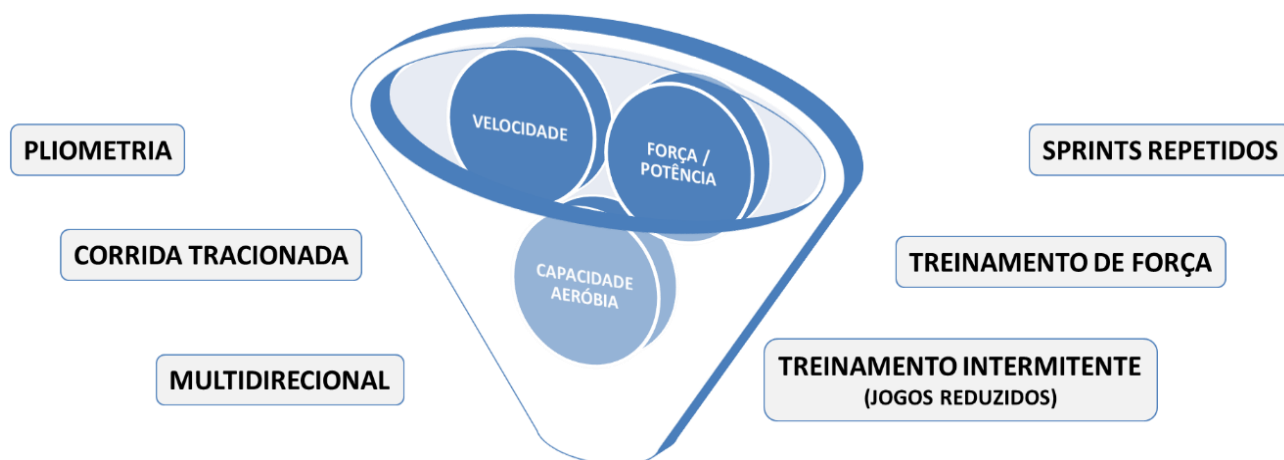 VELOCIDADE
FORÇA /
POTÊNCIA
PLIOMETRIA
SPRINTS REPETIDOS
CORRIDA TRACIONADA
CAPACIDADE
AERÓBIA
TREINAMENTO DE FORÇA
MULTIDIRECIONAL
TREINAMENTO INTERMITENTE
(JOGOS REDUZIDOS)